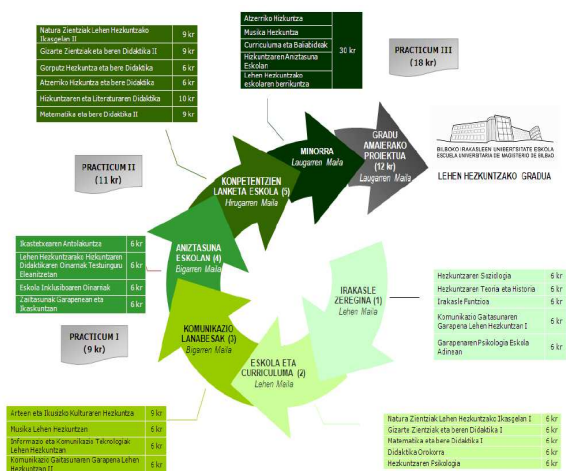 Natura Zientziak Lehen Hezkuntzako
Ikasgelan II
9 kr
Gizarte Zientziak eta beren Didaktika II
9 kr
Gorputz Hezkuntza eta bere Didaktika
6 kr
Atzerriko Hizkuntza eta bere Didaktika
6 kr
Hizkuntzaren eta Literaturaren Didaktika
10 kr
Matematika eta bere Didaktika II
9 kr
Atzerriko Hizkuntza
Musika Hezkuntza
Curriculuma eta Baliabideak
Hizkuntzaren Aniztasuna
Eskolan
Lehen Hezkuntzako
eskolaren berrikuntza
30 kr
PRACTICUM III
(18 kr)
BILBOKO IRAKASLEEN UNIBERTSITATE ESKOLA
ESCUELA UNIVERSITARIA DE MAGISTERIO DE BILBAO
LEHEN HEZKUNTZAKO GRADUA
GRADU
AMAIERAKO
PROIEKTUA
(12 kr)
Laugarren Maila
MINORRA
Laugarren Maila
KONPETENTZIEN
LANKETA ESKOLA (5)
Hirugarren Maila
PRACTICUM II
(11 kr)
ANIZTASUNA
ESKOLAN (4)
Bigarren Maila
Ikastetxearen Antolakuntza
6 kr
Lehen Hezkuntzarako Hizkuntzaren
Didaktikaren Oinarriak Testuinguru
Eleanitzetan
6 kr
Eskola Inklusiboaren Oinarriak
6 kr
Zailtasunak Garapenean eta
Ikaskuntzan
6 kr
PRACTICUM I
(9 kr)
KOMUNIKAZIO
LANABESAK (3)
Bigarren Maila
IRAKASLE
ZEREGINA (1)
Lehen Maila
ESKOLA ETA
CURRICULUMA (2)
Lehen Maila
Hezkuntzaren Soziologia
6 kr
Hezkuntzaren Teoria eta Historia
6 kr
Irakasle Funtzioa
6 kr
Komunikazio Gaitasunaren
Garapena Lehen Hezkuntzan I
6 kr
Garapenaren Psikologia Eskola
Adinean
6 kr
Arteen eta Ikusizko Kulturaren Hezkuntza
9 kr
Musika Lehen Hezkuntzan
6 kr
Informazio eta Komunikazio Teknologiak
Lehen Hezkuntzan
6 kr
Komunikazio Gaitasunaren Garapena Lehen
Hezkuntzan II
6 kr
Natura Zientziak Lehen Hezkuntzako Ikasgelan I
6 kr
Gizarte Zientziak eta beren Didaktika I
6 kr
Matematika eta bere Didaktika I
6 kr
Didaktika Orokorra
6 kr
Hezkuntzaren Psikologia
6 kr